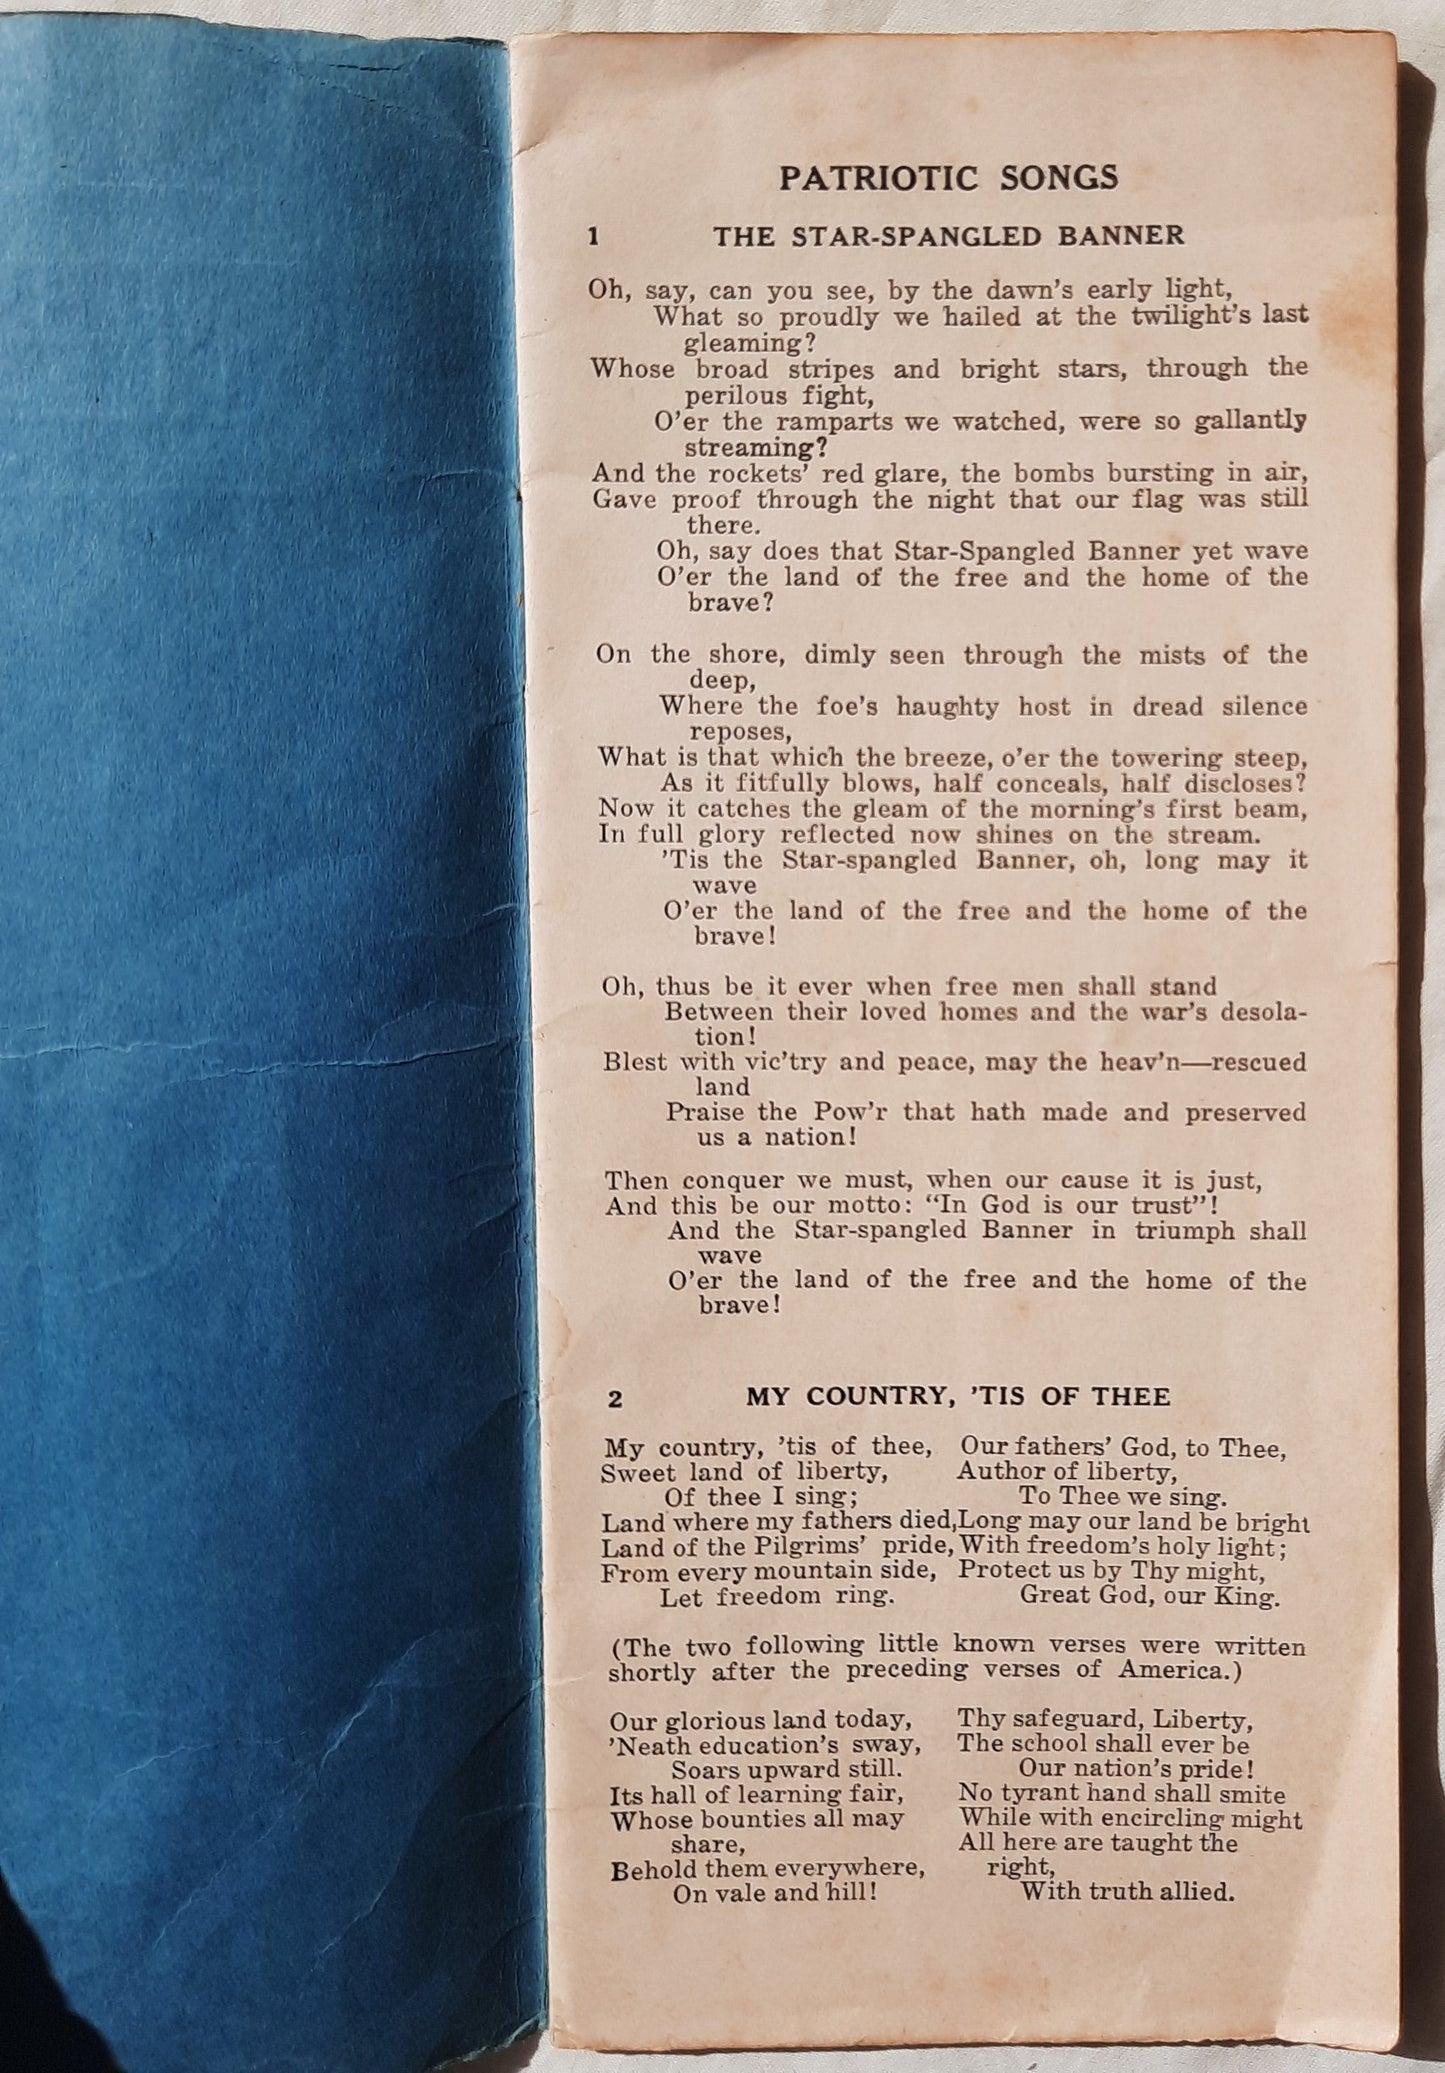 PATRIOTIC SONGS
1 THE STAR-SPANGLED BANNER
Oh, say, can you see, by the dawn's early light,
What so proudly we hailed at the twilight's last
gleaming?
Whose broad stripes and bright stars, through the
perilous fight,
O'er the ramparts we watched, were so gallantly
streaming?
And the rockets' red glare, the bombs bursting in air,
Gave proof through the night that our flag was still
there.
Oh, say does that Star-Spangled Banner yet wave
O'er the land of the free and the home of the
brave?
On the shore, dimly seen through the mists of the
deep,
Where the foe's haughty host in dread silence
reposes,
What is that which the breeze, o'er the towering steep,
As it fitfully blows, half conceals, half discloses?
Now it catches the gleam of the morning's first beam,
In full glory reflected now shines on the stream.
'Tis the Star-spangled Banner, oh, long may it
wave
O'er the land of the free and the home of the
brave!
Oh, thus be it ever when free men shall stand
Between their loved homes and the war's desola-
tion!
Blest with vic'try and peace, may the heav'n—rescued
land
Praise the Pow'r that hath made and preserved
us a nation!
Then conquer we must, when our cause it is just,
And this be our motto: "In God is our trust"!
And the Star-spangled Banner in triumph shall
wave
O'er the land of the free and the home of the
brave!
2 MY COUNTRY, 'TIS OF THEE
My country, 'tis of thee,
Sweet land of liberty,
Of thee I sing;
Land where my fathers died,
Land of the Pilgrims' pride,
From every mountain side,
Let freedom ring.
Our fathers' God, to Thee,
Author of liberty,
To Thee we sing.
Long may our land be bright
With freedom's holy light;
Protect us by Thy might,
Great God, our King.
(The two following little known verses were written
shortly after the preceding verses of America.)
Our glorious land today,
'Neath education's sway,
Soars upward still.
Its hall of learning fair,
Whose bounties all may
share,
Behold them everywhere,
On vale and hill!
Thy safeguard, Liberty,
The school shall ever be
Our nation's pride!
No tyrant hand shall smite
While with encircling might
All here are taught the
right,
With truth allied.